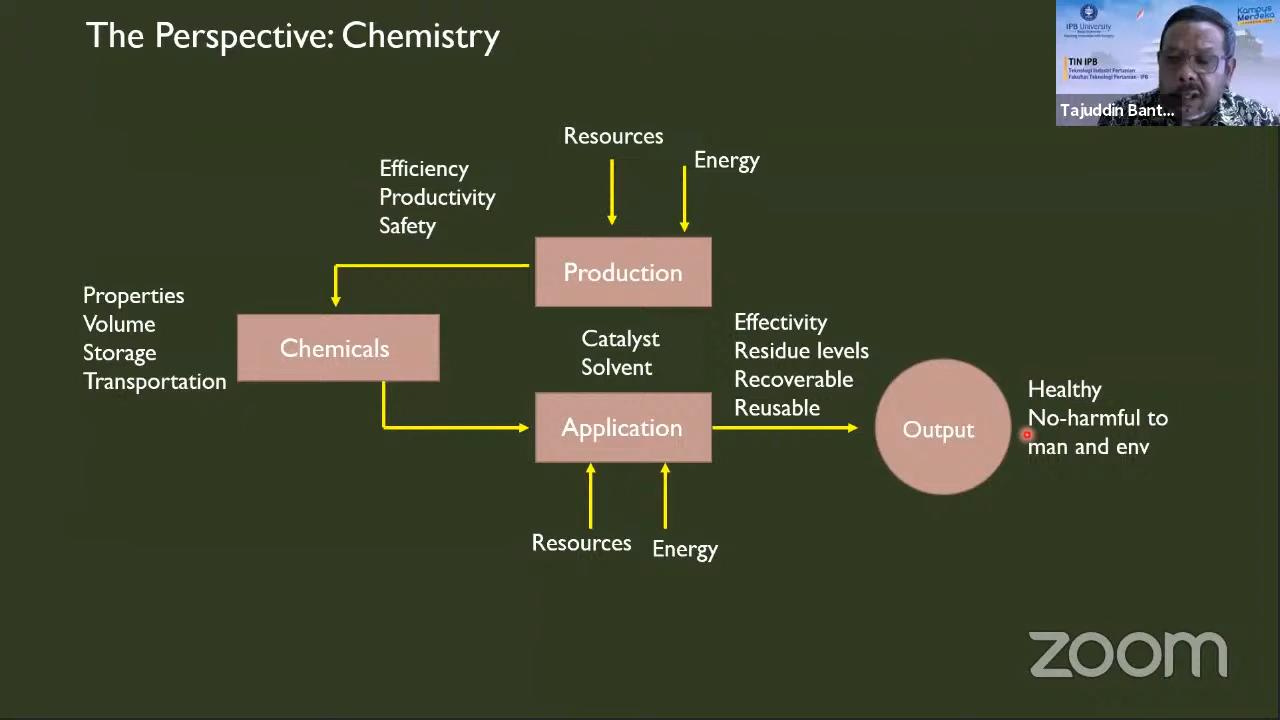 The Perspective: Chemistry
IPB University
Kampus
Merdeka
TIN IPB
Teknologi Industri Pertanian
Fakultas Teknologi Pertanian - IPB
Tajuddin Bant...
Resources
Energy
Efficiency
Productivity
Safety
Production
Properties
Volume
Storage
Transportation
Chemicals
Catalyst
Solvent
Effectivity
Residue levels
Recoverable
Reusable
Application
Output
Healthy
No-harmful to
man and env
Resources
Energy
zoom